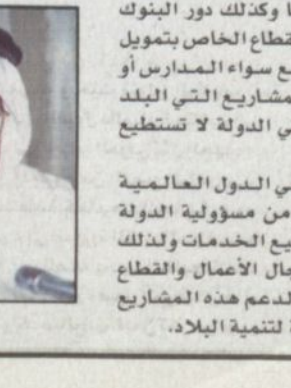 ا وكذلك دور البنوك
قطاع الخاص بتمويل
ع سواء المدارس أو
مشاريع التي البلد
ي الدولة لا تستطيع
ي الدول العالمية
من مسؤولية الدولة
يع الخدمات ولذلك
جال الأعمال والقطاع
لدعم هذه المشاريع
ة لتنمية البلاد.